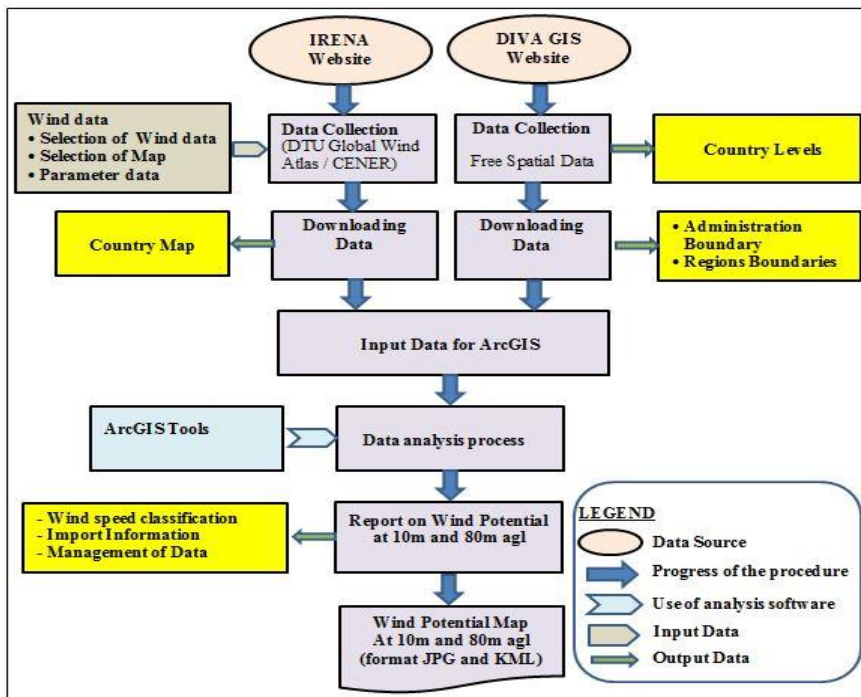 IRENA
Website
DIVA GIS
Website
Wind data
• Selection of Wind data
• Selection of Map
• Parameter data
Data Collection
(DTU Global Wind
Atlas / CENER)
Data Collection
Free Spatial Data
Country Levels
Country Map
Downloading
Data
Downloading
Data
• Administration
Boundary
• Regions Boundaries
Input Data for ArcGIS
ArcGIS Tools
Data analysis process
- Wind speed classification
- Import Information
- Management of Data
Report on Wind Potential
at 10m and 80m agl
Wind Potential Map
At 10m and 80m agl
(format JPG and KML)
LEGEND
Data Source
Progress of the procedure
Use of analysis software
Input Data
Output Data